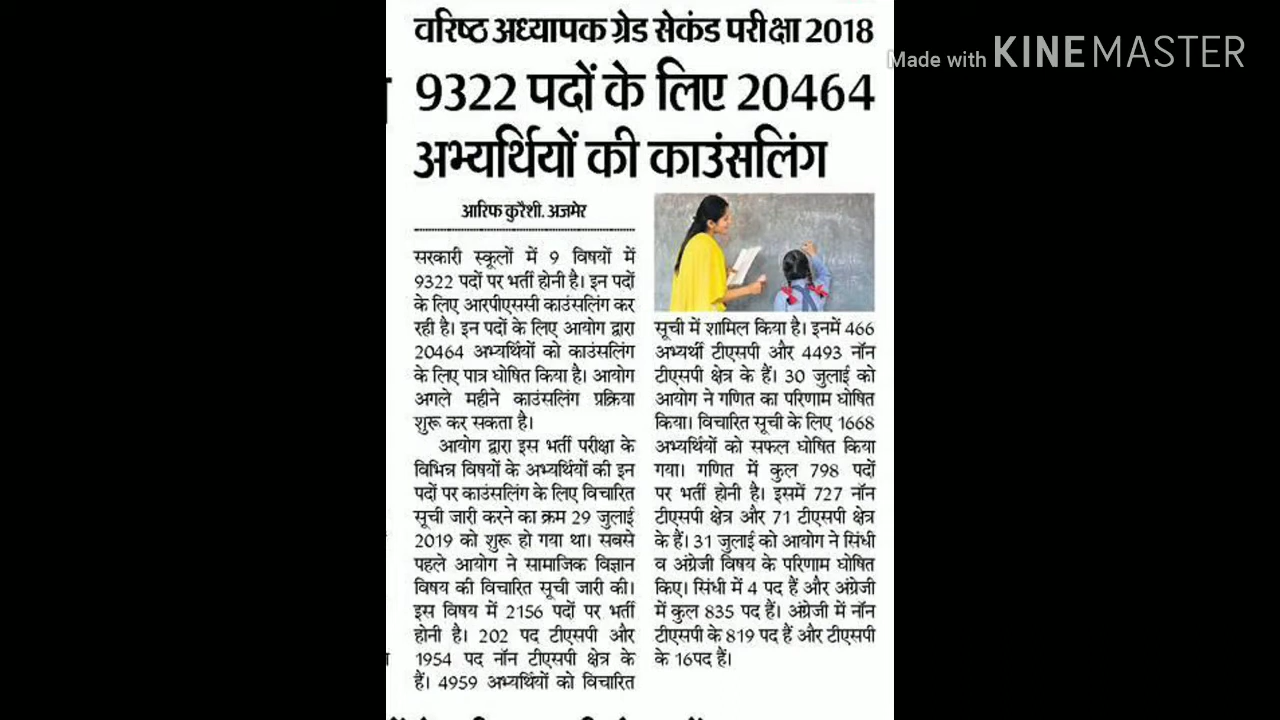 वरिष्ठ अध्यापक ग्रेड सेकंड परीक्षा 2018
Made with KINEMASTER
9322 पदों के लिए 20464
अभ्यर्थियों की काउंसलिंग
आरिफ कुरैशी. अजमेर
सरकारी स्कूलों में 9 विषयों में
9322 पदों पर भर्ती होनी है। इन पदों
के लिए आरपीएससी काउंसलिंग कर
रही है। इन पदों के लिए आयोग द्वारा
20464 अभ्यर्थियों को काउंसलिंग
के लिए पात्र घोषित किया है। आयोग
अगले महीने काउंसलिंग प्रक्रिया
शुरू कर सकता है।
आयोग द्वारा इस भर्ती परीक्षा के
विभिन्न विषयों के अभ्यर्थियों की इन
पदों पर काउंसलिंग के लिए विचारित
सूची जारी करने का क्रम 29 जुलाई
2019 को शुरू हो गया था। सबसे
पहले आयोग ने सामाजिक विज्ञान
विषय की विचारित सूची जारी की।
इस विषय में 2156 पदों पर भर्ती
होनी है। 202 पद टीएसपी और
1954 पद नॉन टीएसपी क्षेत्र के
हैं। 4959 अभ्यर्थियों को विचारित
सूची में शामिल किया है। इनमें 466
अभ्यर्थी टीएसपी और 4493 नॉन
टीएसपी क्षेत्र के हैं। 30 जुलाई को
आयोग ने गणित का परिणाम घोषित
किया। विचारित सूची के लिए 1668
अभ्यर्थियों को सफल घोषित किया
गया। गणित में कुल 798 पदों
पर भर्ती होनी है। इसमें 727 नॉन
टीएसपी क्षेत्र और 71 टीएसपी क्षेत्र
के हैं। 31 जुलाई को आयोग ने सिंधी
व अंग्रेजी विषय के परिणाम घोषित
किए। सिंधी में 4 पद हैं और अंग्रेजी
में कुल 835 पद हैं। अंग्रेजी में नॉन
टीएसपी के 819 पद हैं और टीएसपी
के 16पद हैं।